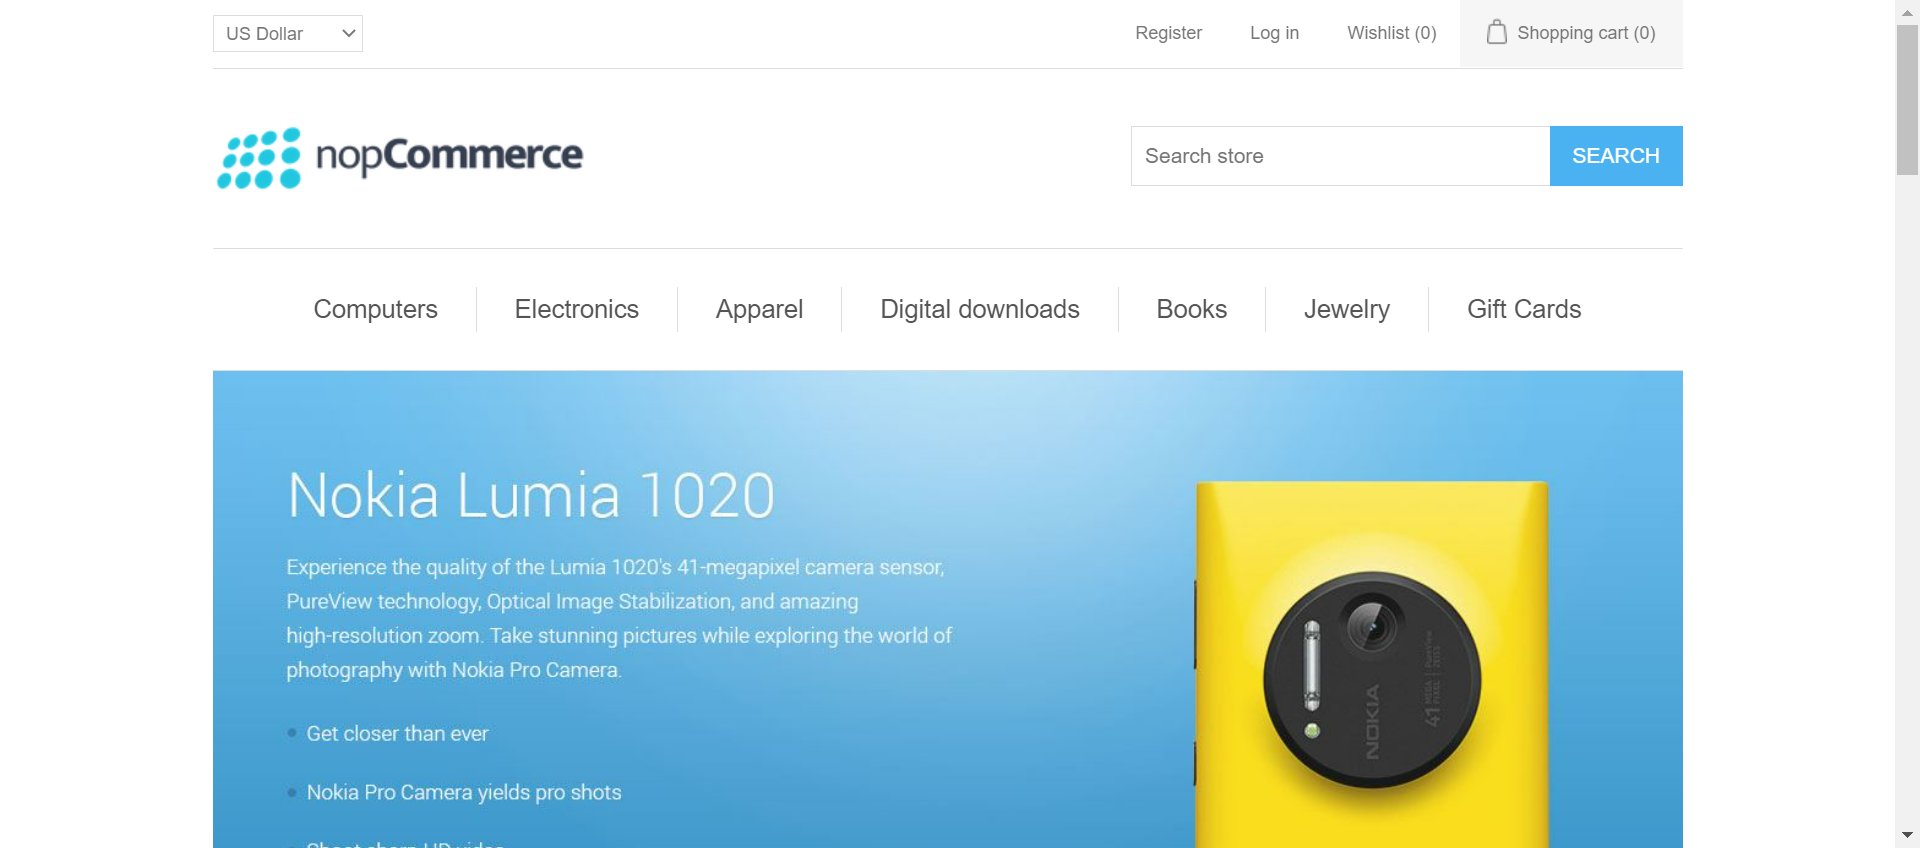 US Dollar
Register
Log in
Wishlist (0)
Shopping cart (0)
nopCommerce
Search store
SEARCH
Computers
Electronics
Apparel
Digital downloads
Books
Jewelry
Gift Cards
Nokia Lumia 1020
Experience the quality of the Lumia 1020's 41-megapixel camera sensor,
PureView technology, Optical Image Stabilization, and amazing
high-resolution zoom. Take stunning pictures while exploring the world of
photography with Nokia Pro Camera.
Get closer than ever
Nokia Pro Camera yields pro shots
NOKIA
41 MEGA PIXEL
PureView